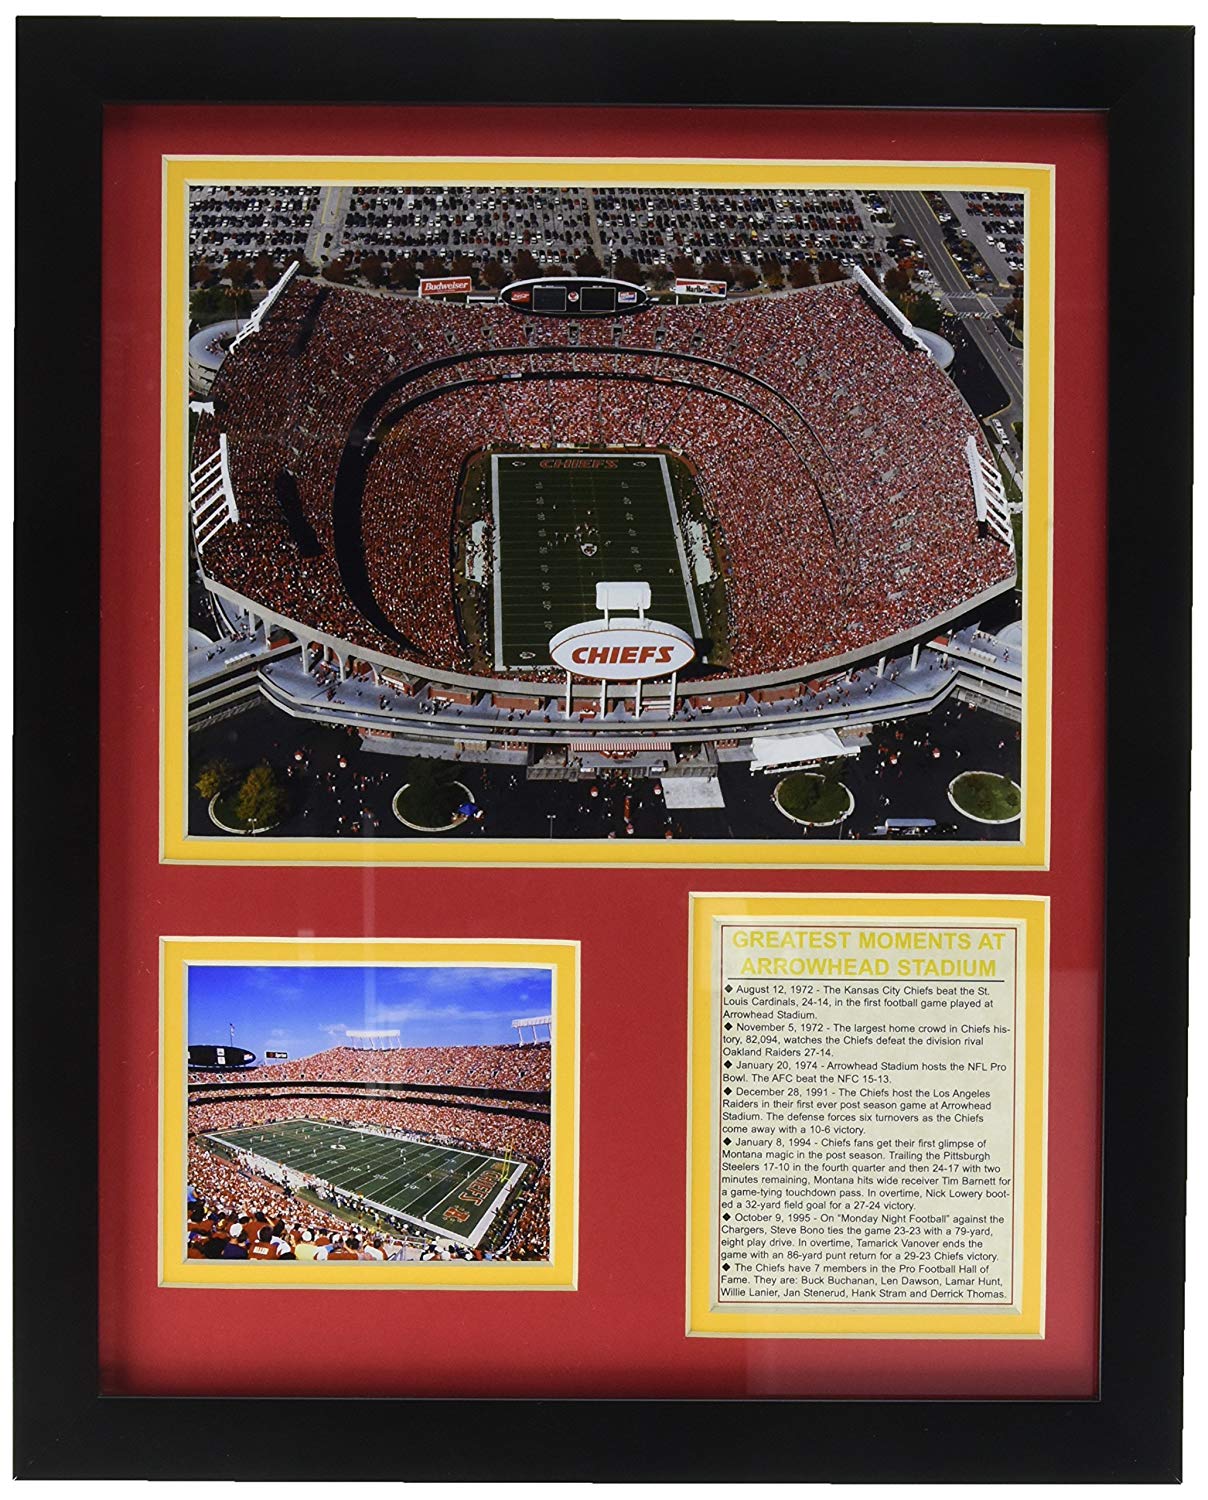 Budweiser
Marlboro
CHIEFS
CHIEFS
Sprint
CHIEFS
GREATEST MOMENTS AT
ARROWHEAD STADIUM
◆ August 12, 1972 - The Kansas City Chiefs beat the St.
Louis Cardinals, 24-14, in the first football game played at
Arrowhead Stadium.
◆ November 5, 1972 - The largest home crowd in Chiefs his-
tory, 82,094, watches the Chiefs defeat the division rival
Oakland Raiders 27-14.
◆ January 20, 1974 - Arrowhead Stadium hosts the NFL Pro
Bowl. The AFC beat the NFC 15-13.
◆ December 28, 1991 - The Chiefs host the Los Angeles
Raiders in their first ever post season game at Arrowhead
Stadium. The defense forces six turnovers as the Chiefs
come away with a 10-6 victory.
◆ January 8, 1994 - Chiefs fans get their first glimpse of
Montana magic in the post season. Trailing the Pittsburgh
Steelers 17-10 in the fourth quarter and then 24-17 with two
minutes remaining, Montana hits wide receiver Tim Barnett for
a game-tying touchdown pass. In overtime, Nick Lowery boot-
ed a 32-yard field goal for a 27-24 victory.
◆ October 9, 1995 - On "Monday Night Football" against the
Chargers, Steve Bono ties the game 23-23 with a 79-yard,
eight play drive. In overtime, Tamarick Vanover ends the
game with an 86-yard punt return for a 29-23 Chiefs victory.
◆ The Chiefs have 7 members in the Pro Football Hall of
Fame. They are: Buck Buchanan, Len Dawson, Lamar Hunt,
Willie Lanier, Jan Stenerud, Hank Stram and Derrick Thomas.